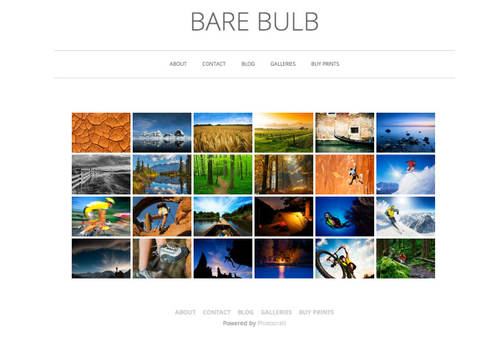 BARE BULB
ABOUT CONTACT BLOG GALLERIES BUY PRINTS
ABOUT CONTACT BLOG GALLERIES BUY PRINTS
Powered by Photocrati